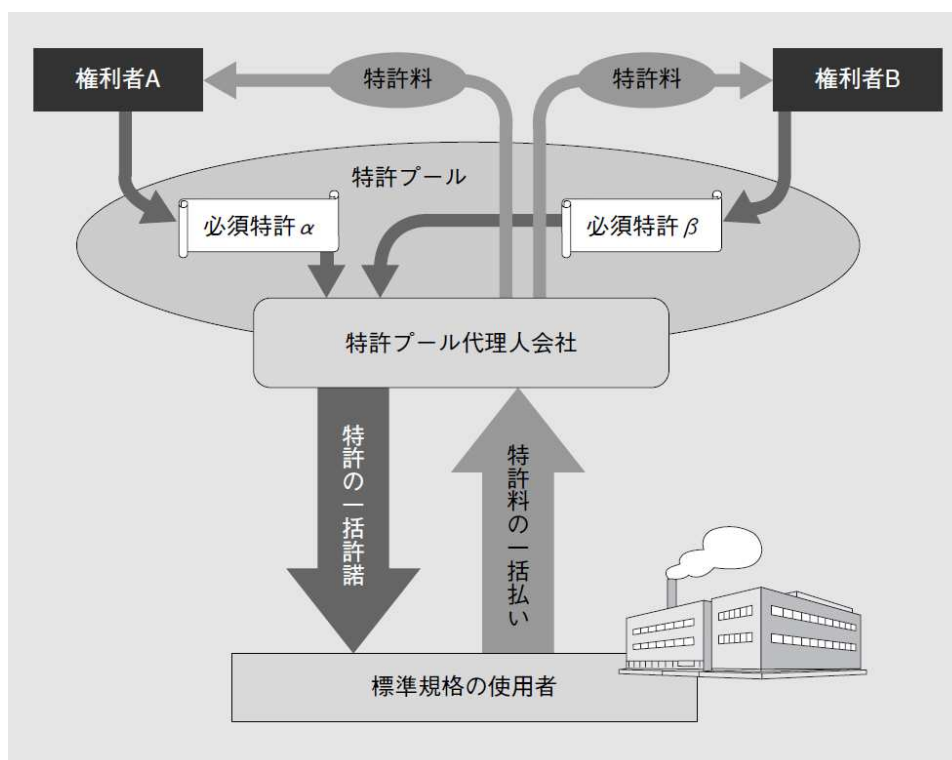 権利者A
特許料
特許料
権利者B
特許プール
必須特許α
必須特許β
特許プール代理人会社
特許の一括許諾
特許料の一括払い
標準規格の使用者